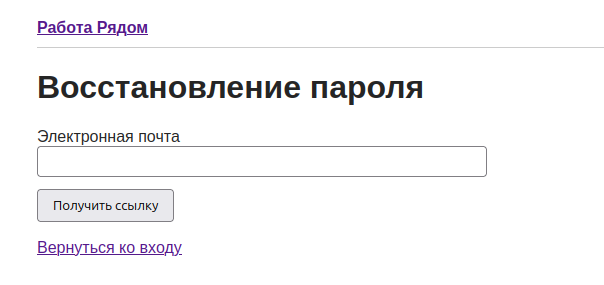 Работа Рядом
Восстановление пароля
Электронная почта
Получить ссылку
Вернуться ко входу